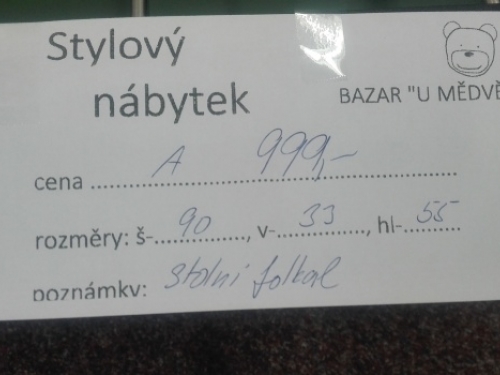 Stylový
nábytek
BAZAR "U MĚDVĚ
cena A 999,-
rozměry: š- 90, v- 33, hl- 55
poznámky: stolní fotbal